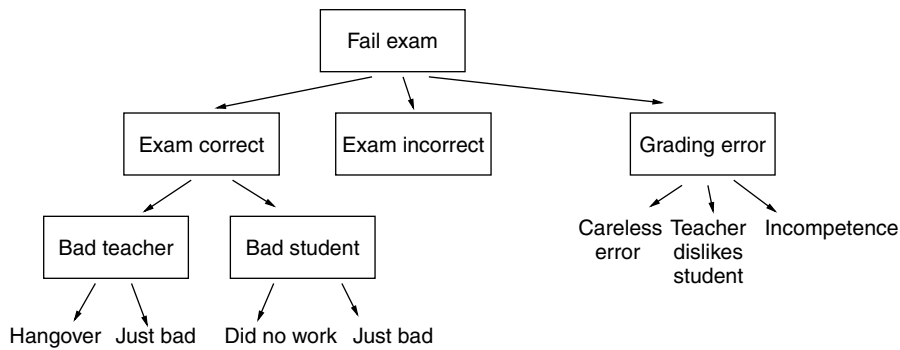 Fail exam
Exam correct
Exam incorrect
Grading error
Careless
error
Teacher
dislikes
student
Incompetence
Bad teacher
Bad student
Hangover
Just bad
Did no work
Just bad